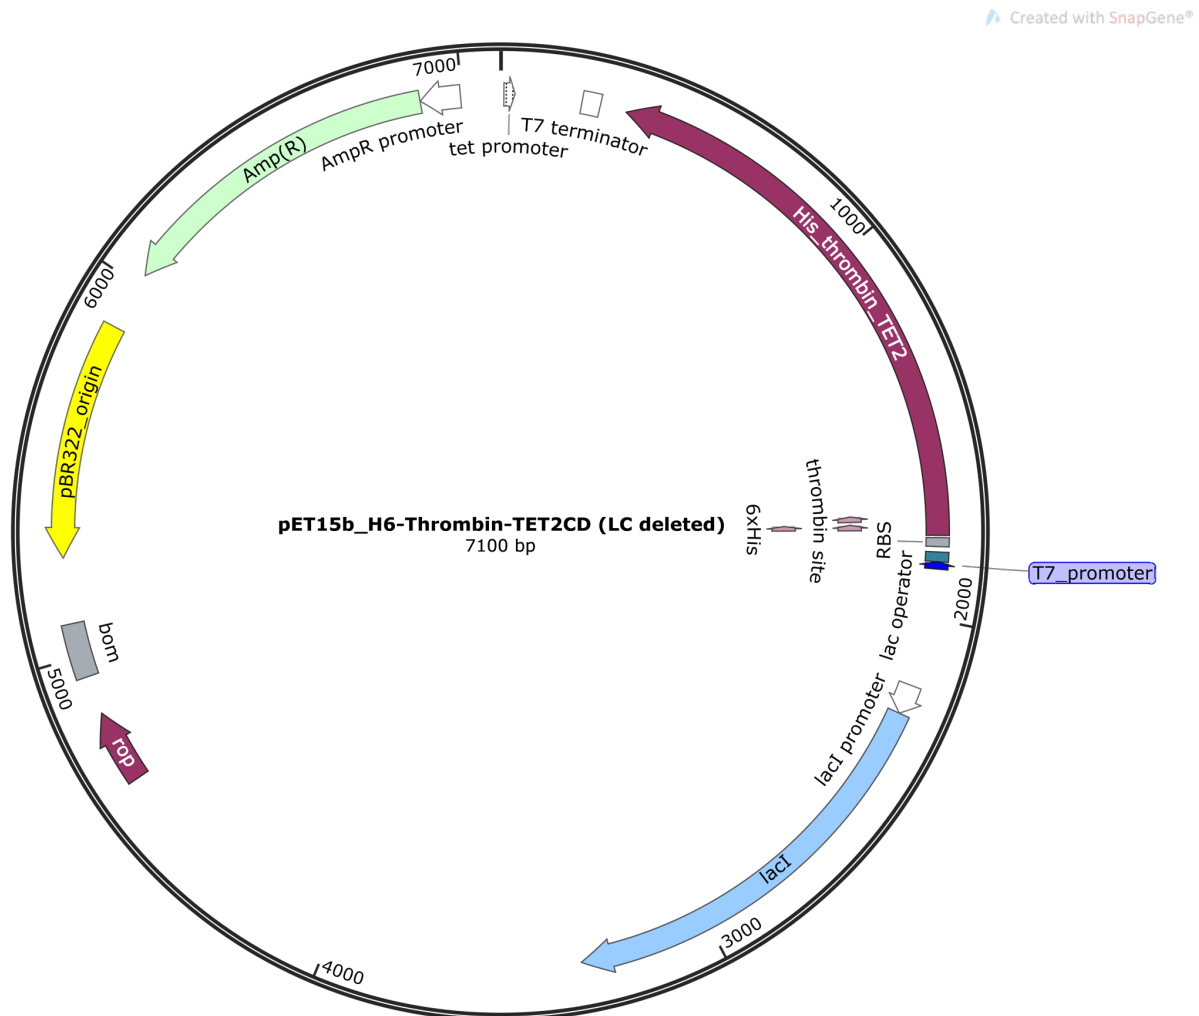 Created with SnapGene®
7000
AmpR promoter
tet promoter
T7 terminator
Amp(R)
1000
His_thrombin_TET2
6000
pBR322_origin
pET15b_H6-Thrombin-TET2CD (LC deleted)
7100 bp
6xHis
thrombin site
RBS
lac operator
T7_promoter
2000
bom
5000
rop
lacI promoter
lacI
3000
4000